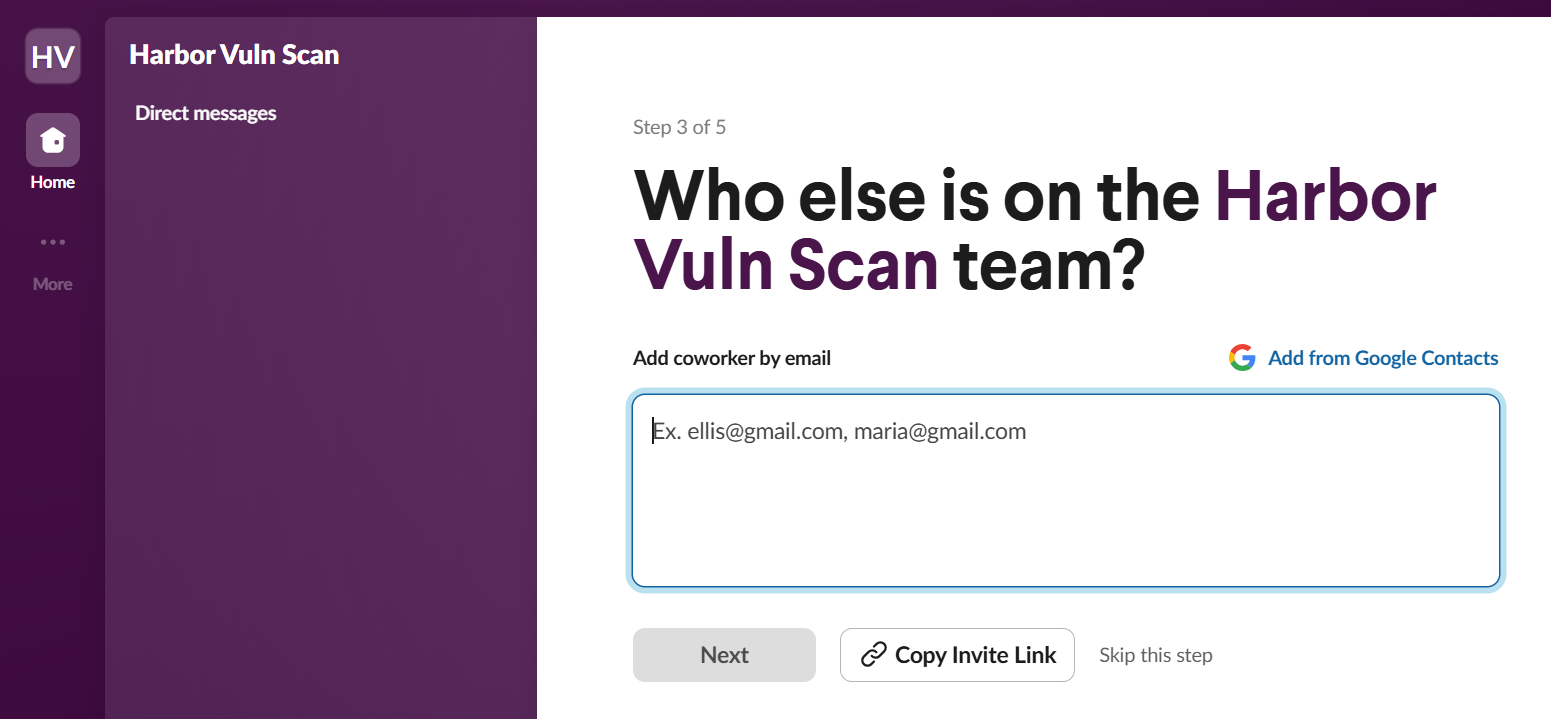 HV
Home
More
Harbor Vuln Scan
Direct messages
Step 3 of 5
Who else is on the Harbor
Vuln Scan team?
Add coworker by email
Add from Google Contacts
Ex. ellis@gmail.com, maria@gmail.com
Next
Copy Invite Link
Skip this step